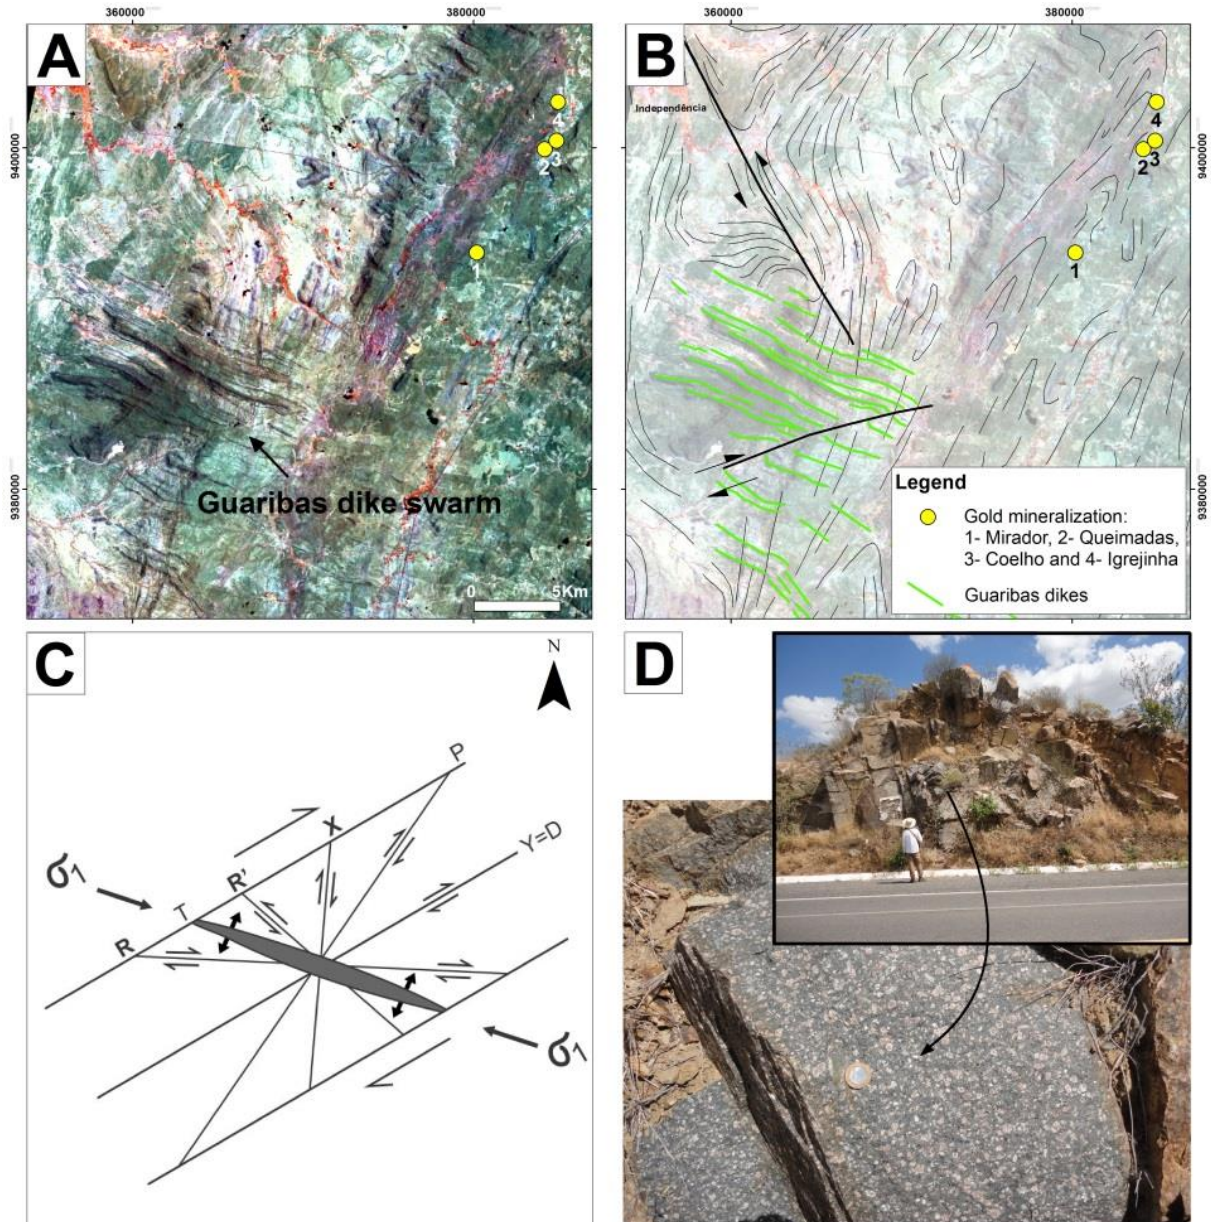 360000
380000
360000
380000
A
B
Independência
4
3
2
1
4
3
2
1
9400000
9400000
9380000
9380000
Guaribas dike swarm
0 5Km
Legend
Gold mineralization:
1- Mirador, 2- Queimadas,
3- Coelho and 4- Igrejinha
Guaribas dikes
C
N
P
X
Y=D
R'
T
R
σ1
σ1
D